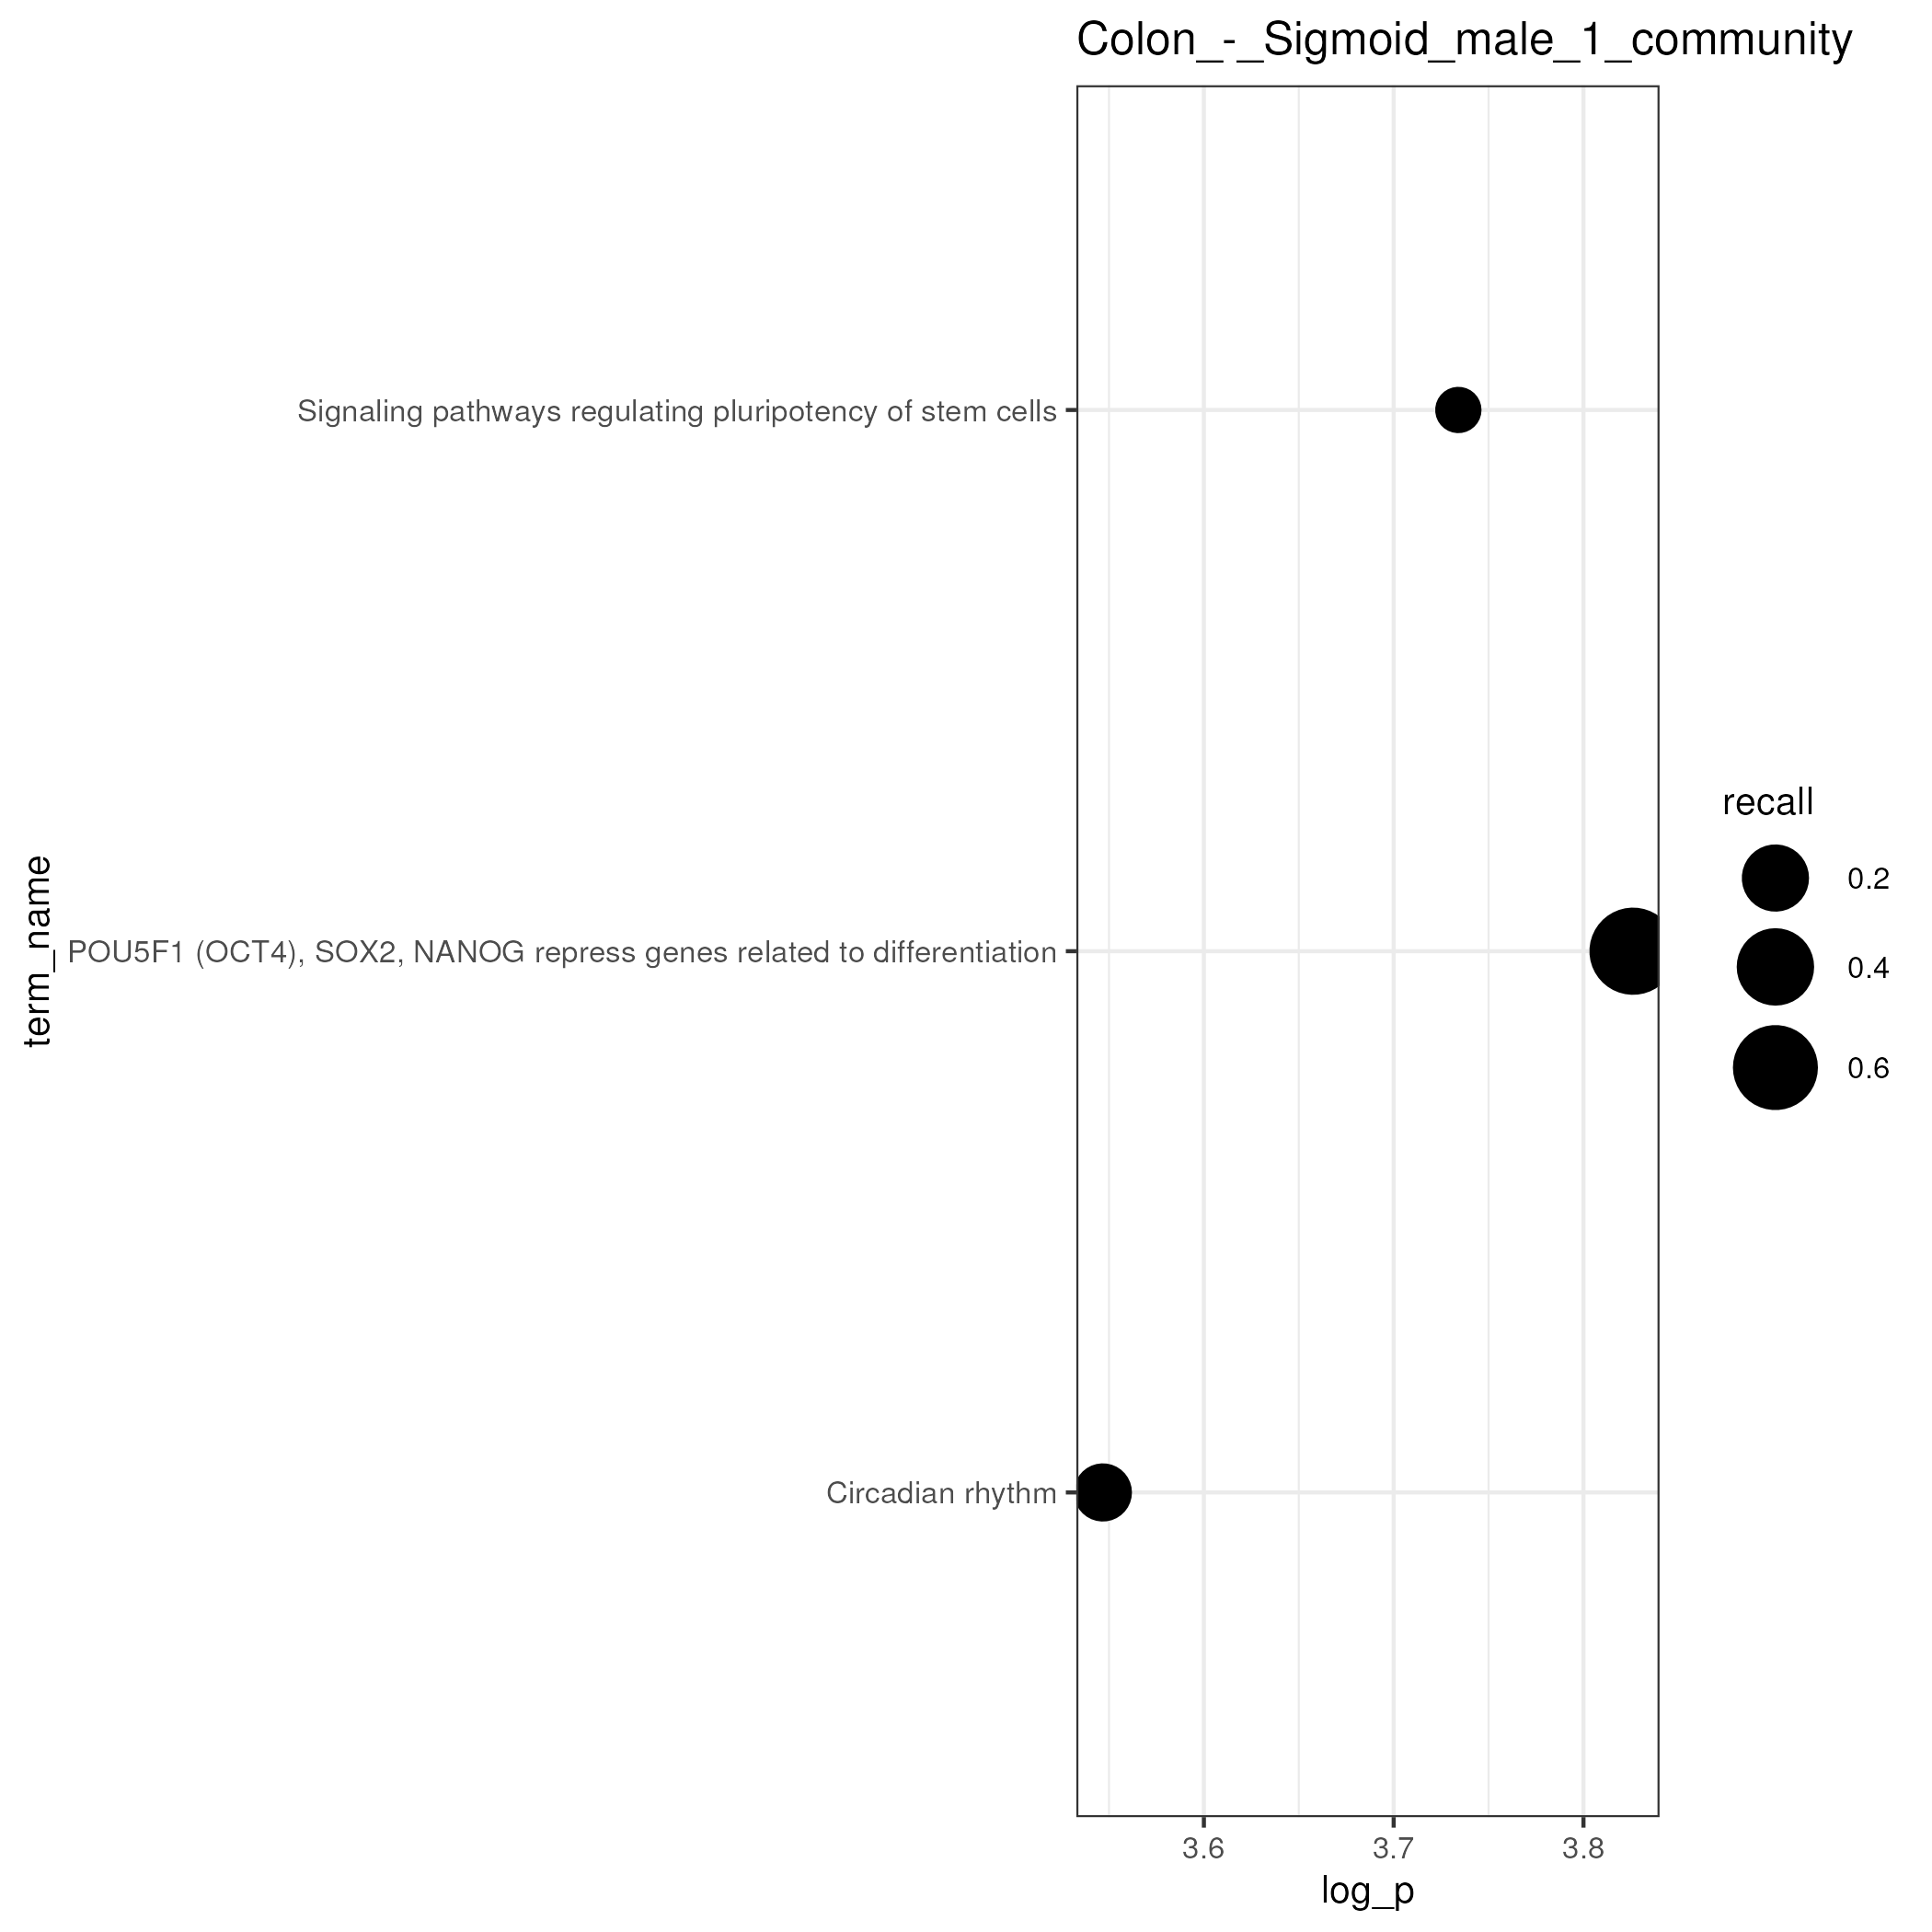 Colon_-_Sigmoid_male_1_community
Signaling pathways regulating pluripotency of stem cells
POU5F1 (OCT4), SOX2, NANOG repress genes related to differentiation
Circadian rhythm
term_name
3.6
3.7
3.8
log_p
recall
0.2
0.4
0.6